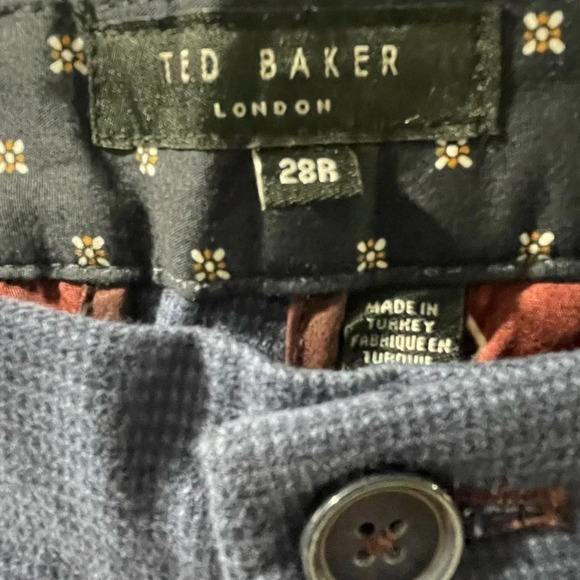 TED BAKER
LONDON
28R
MADE IN
TURKEY
FABRIQUE EN
TURQUIE